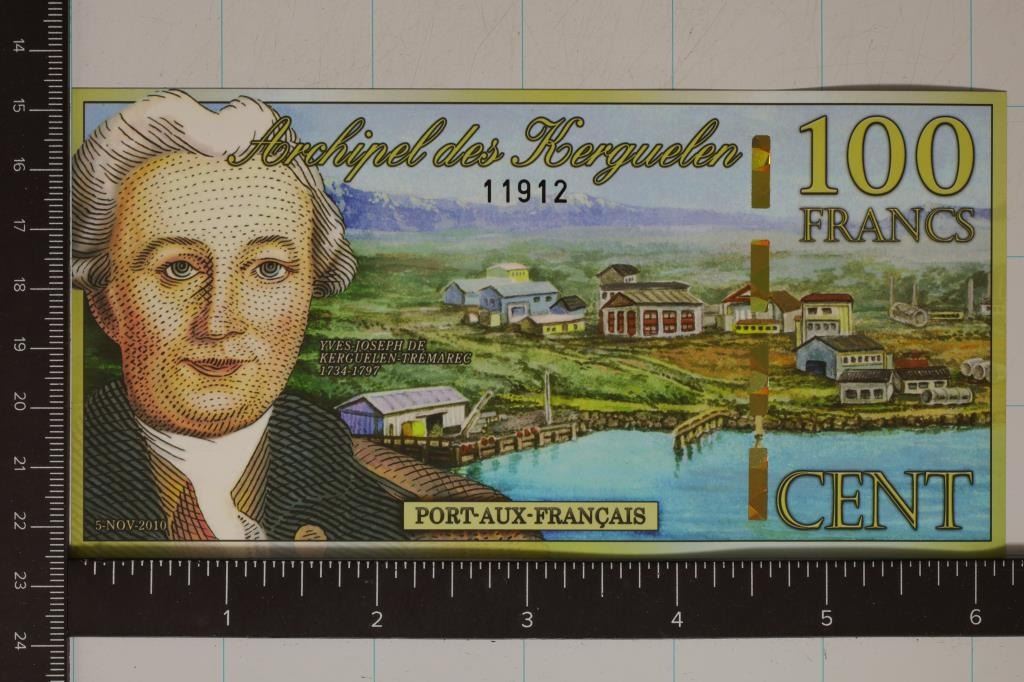 Archipel des Kerguelen
100
FRANCS
11912
YVES-JOSEPH DE
KERGUELEN-TRÉMAREC
1734-1797
5-NOV-2010
PORT-AUX-FRANÇAIS
CENT
14
15
16
17
18
19
20
21
22
23
24
1 2 3 4 5 6